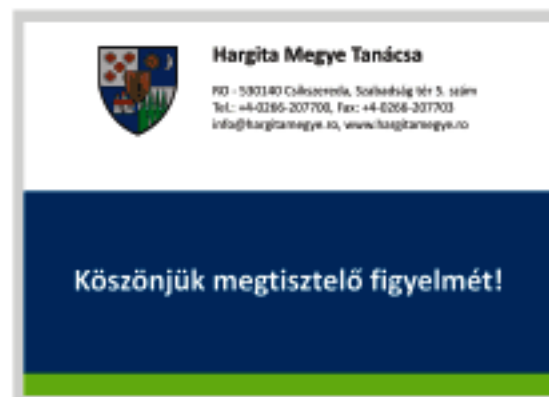 Hargita Megye Tanácsa
RO - 530140 Csíkszereda, Szabadság tér 5. szám
Tel.: +4-0266-207700, Fax: +4-0266-207703
info@hargitamegye.ro, www.hargitamegye.ro
Köszönjük megtisztelő figyelmét!